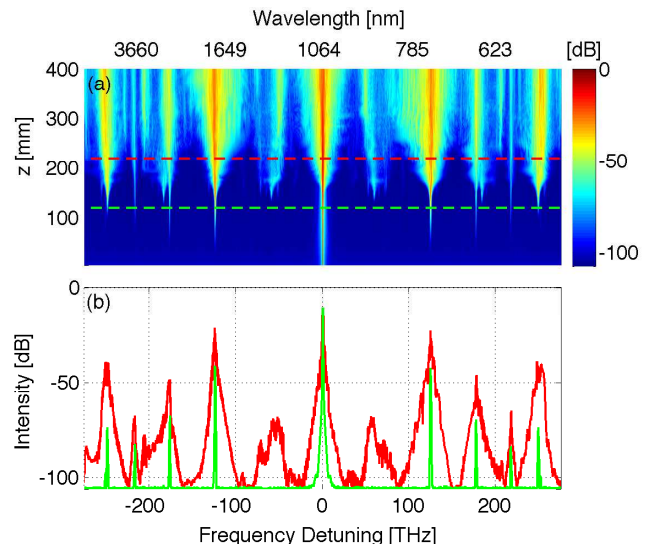 Wavelength [nm]
3660 1649 1064 785 623 [dB]
400 (a) 0
300
z [mm]
200 -50
100
-100
0 (b)
Intensity [dB]
-50
-100
-200 -100 0 100 200
Frequency Detuning [THz]